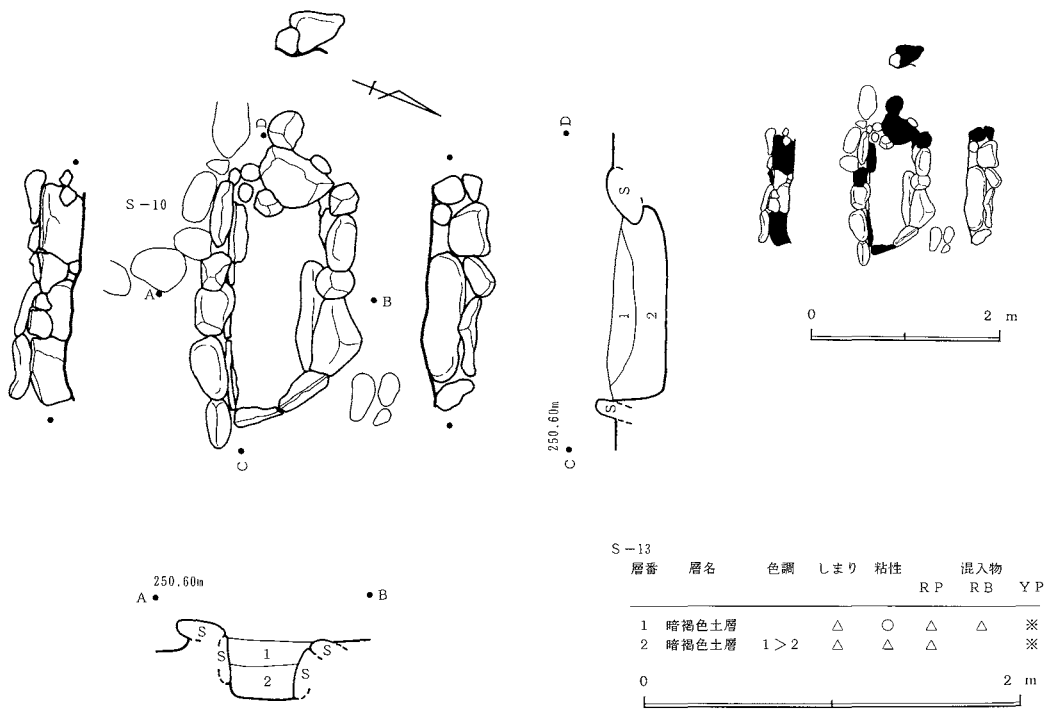 D
S-10
A
B
C
D
S
1
2
S
250.60m
C
0 2 m
250.60m
A
B
S
S
1
2
S
S
S-13
層番 層名 色調 しまり 粘性 混入物
RP RB YP
1 暗褐色土層 △ ○ △ △ ※
2 暗褐色土層 1>2 △ △ △ ※
0 2 m